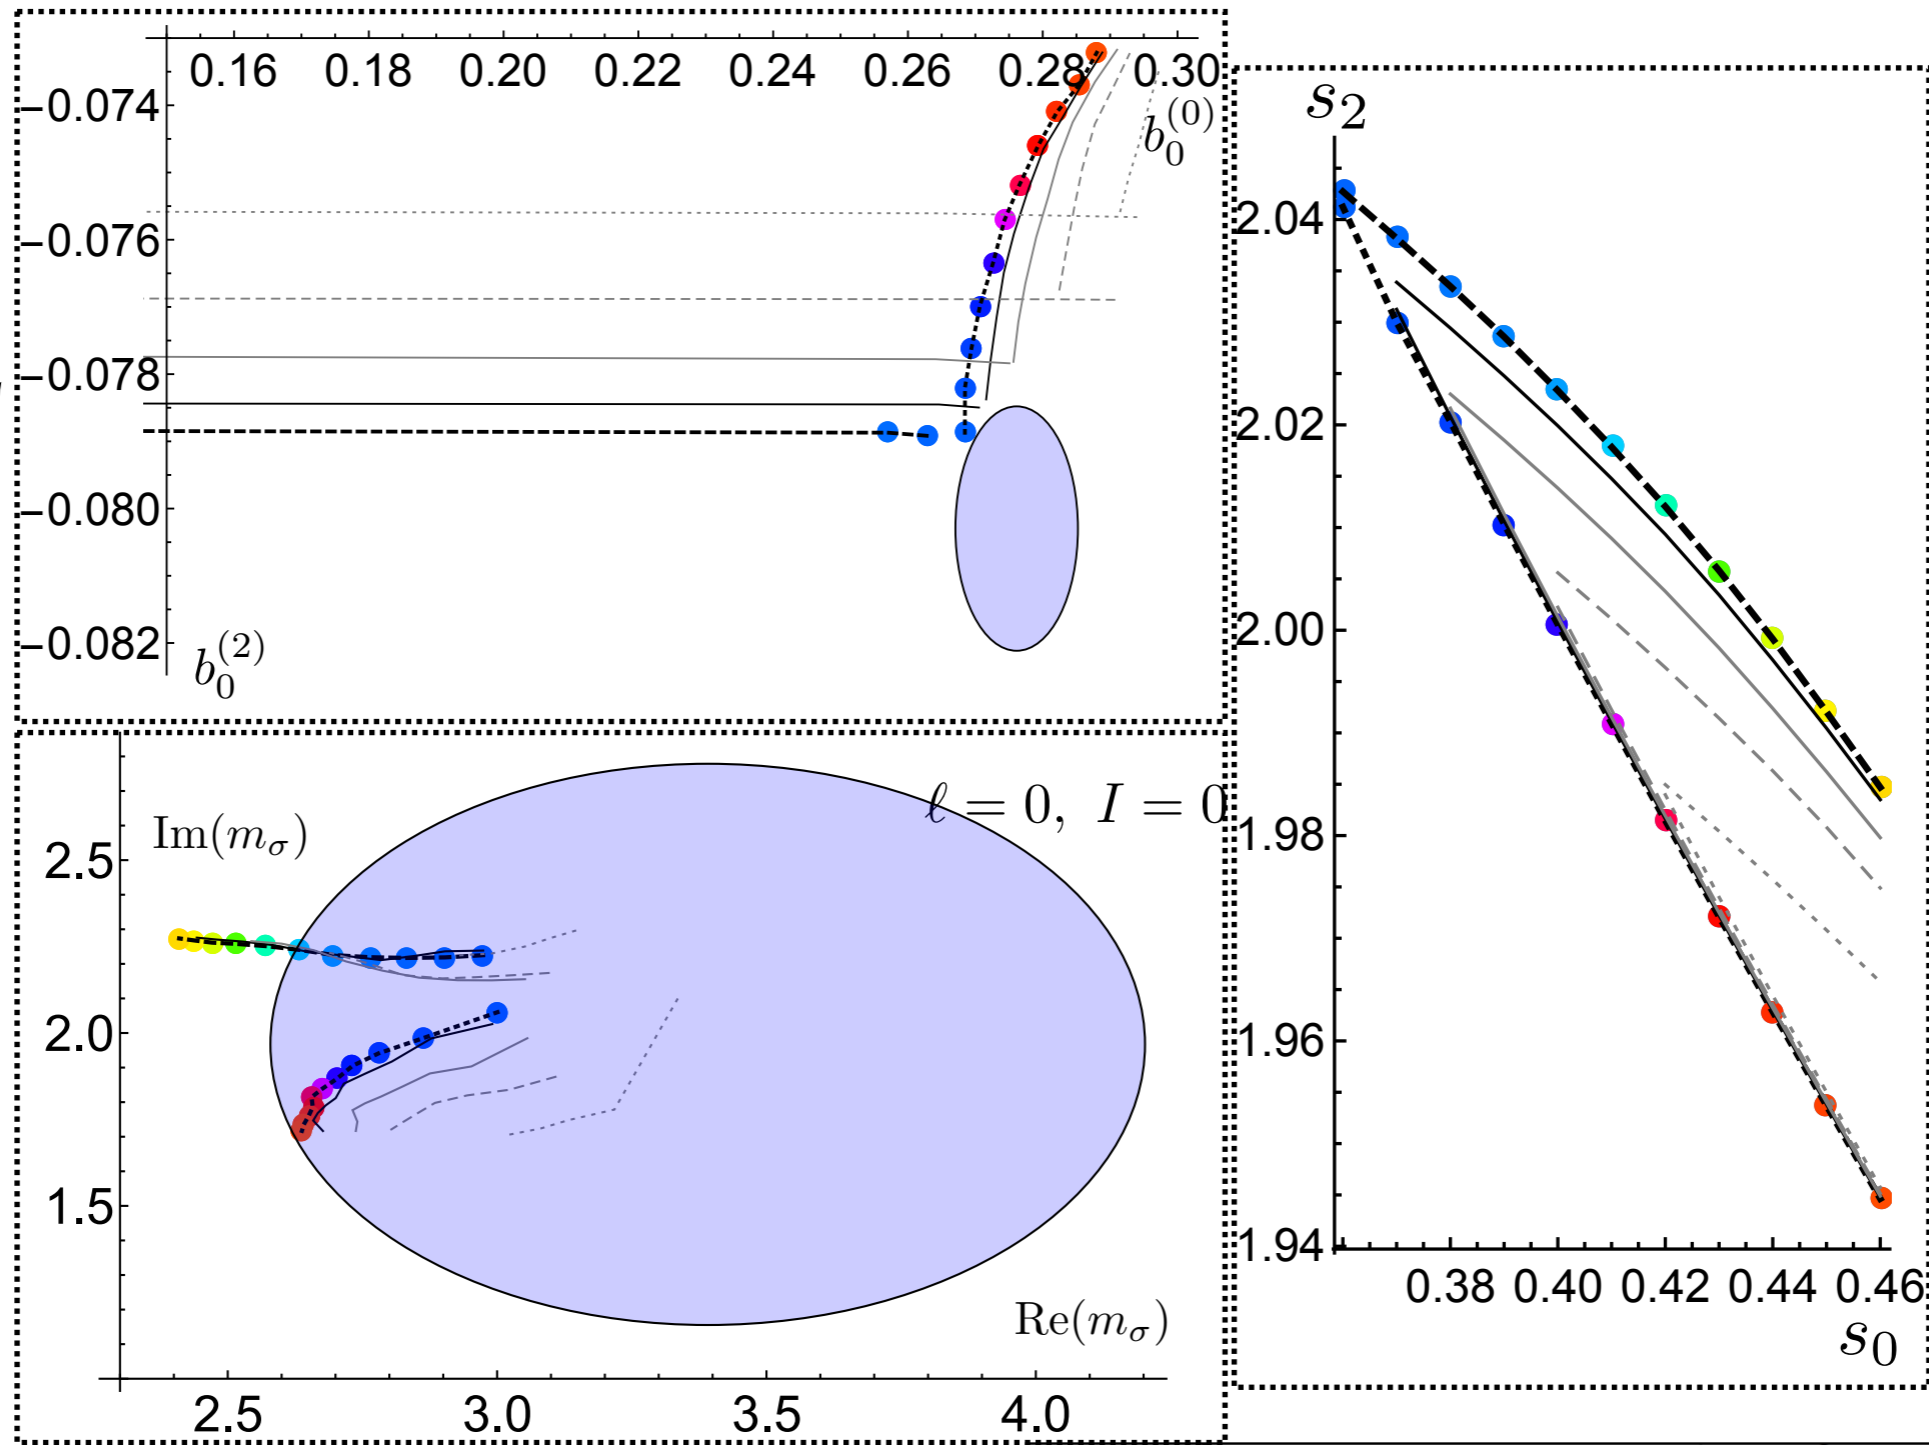 0.16 0.18 0.20 0.22 0.24 0.26 0.28 0.30
−0.074
−0.076
−0.078
−0.080
−0.082
b_0^{(0)}
b_0^{(2)}
ℓ = 0, I = 0
Im(m_σ)
2.5
2.0
1.5
Re(m_σ)
2.5 3.0 3.5 4.0
s_2
2.04
2.02
2.00
1.98
1.96
1.94
0.38 0.40 0.42 0.44 0.46
s_0